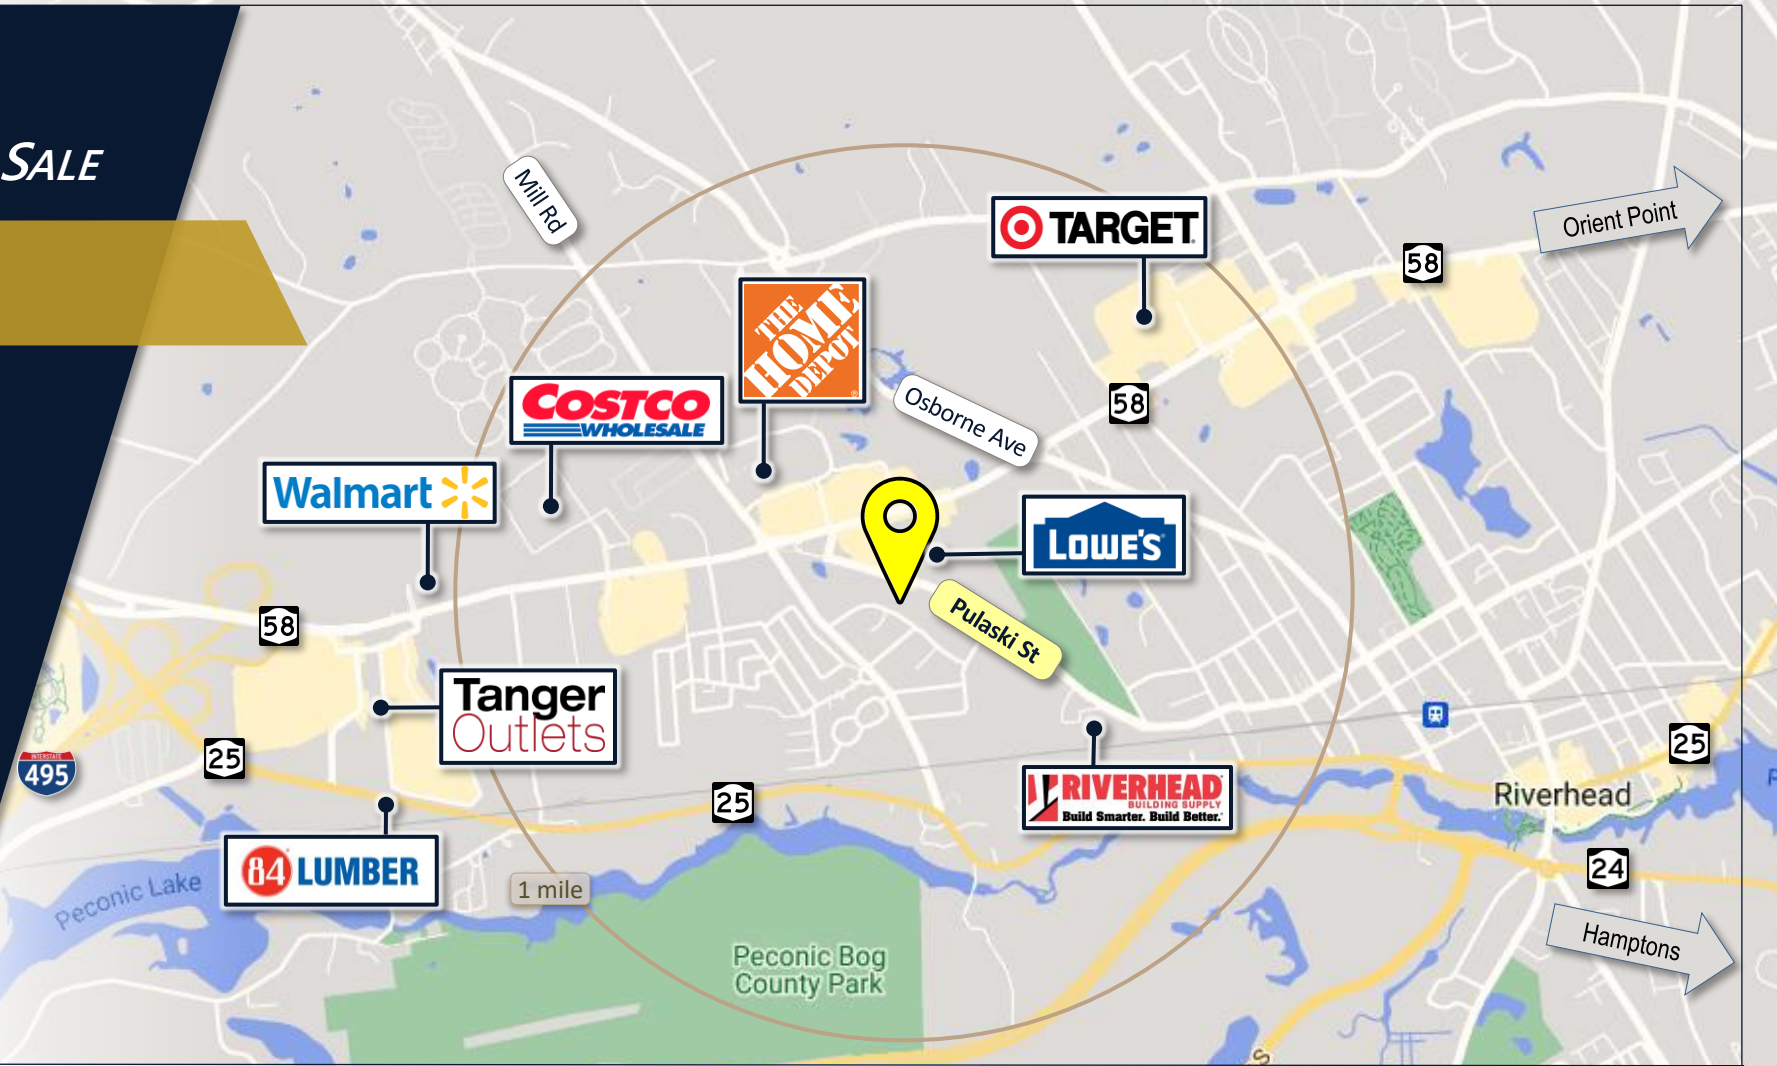 SALE
Mill Rd
TARGET
Orient Point
58
THE
HOME
DEPOT
COSTCO
WHOLESALE
58
Osborne Ave
Walmart
LOWE'S
Pulaski St
58
Tanger
Outlets
25
INTERSTATE
495
25
25
RIVERHEAD
BUILDING SUPPLY
Build Smarter. Build Better.
Riverhead
84 LUMBER
24
Peconic Lake
1 mile
Peconic Bog
County Park
Hamptons